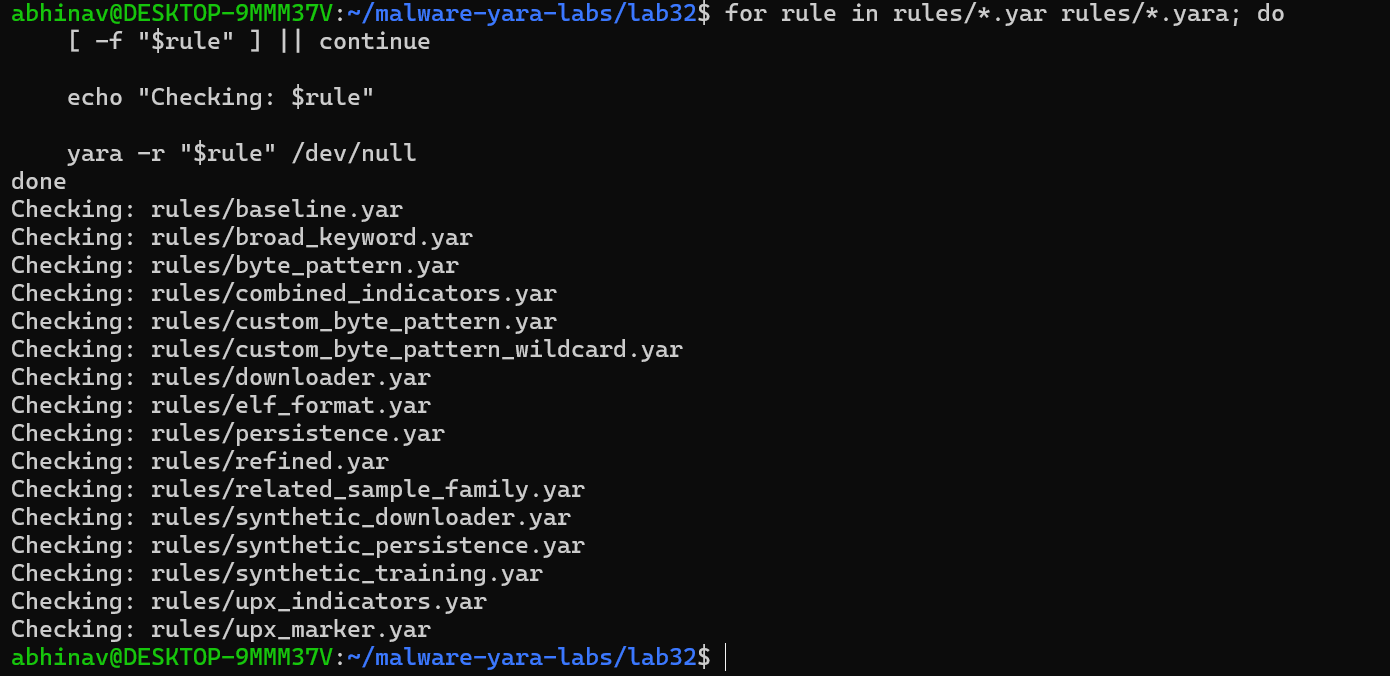 abhinav@DESKTOP-9MMM37V:~/malware-yara-labs/lab32$ for rule in rules/*.yar rules/*.yara; do
    [ -f "$rule" ] || continue

    echo "Checking: $rule"

    yara -r "$rule" /dev/null
done
Checking: rules/baseline.yar
Checking: rules/broad_keyword.yar
Checking: rules/byte_pattern.yar
Checking: rules/combined_indicators.yar
Checking: rules/custom_byte_pattern.yar
Checking: rules/custom_byte_pattern_wildcard.yar
Checking: rules/downloader.yar
Checking: rules/elf_format.yar
Checking: rules/persistence.yar
Checking: rules/refined.yar
Checking: rules/related_sample_family.yar
Checking: rules/synthetic_downloader.yar
Checking: rules/synthetic_persistence.yar
Checking: rules/synthetic_training.yar
Checking: rules/upx_indicators.yar
Checking: rules/upx_marker.yar
abhinav@DESKTOP-9MMM37V:~/malware-yara-labs/lab32$